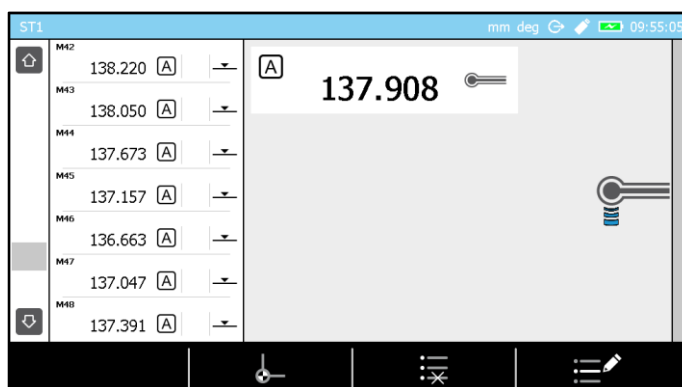 ST1
mm deg 09:55:05
M42
138.220 A
M43
138.050 A
M44
137.673 A
M45
137.157 A
M46
136.663 A
M47
137.047 A
M48
137.391 A
A
137.908